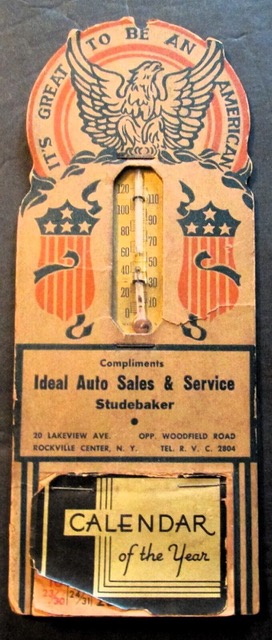 IT'S GREAT TO BE AN AMERICAN
120
110
100
90
80
70
60
50
40
30
20
10
0
Compliments
Ideal Auto Sales & Service
Studebaker
20 LAKEVIEW AVE. OPP. WOODFIELD ROAD
ROCKVILLE CENTER, N. Y. TEL. R. V. C. 2804
CALENDAR
of the Year
24/31